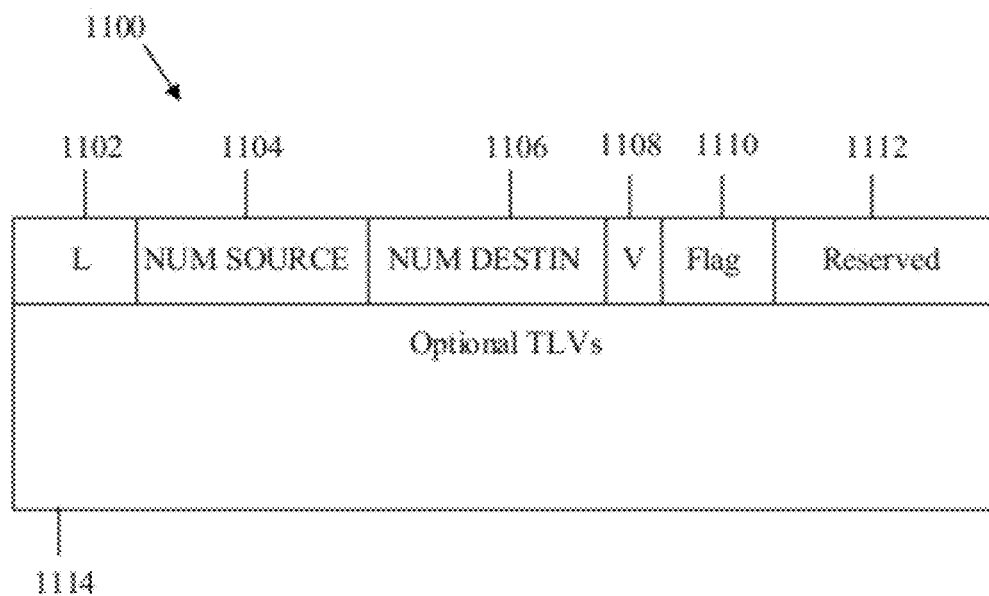 1100
1102 1104 1106 1108 1110 1112
L NUM SOURCE NUM DESTIN V Flag Reserved
Optional TLVs
1114